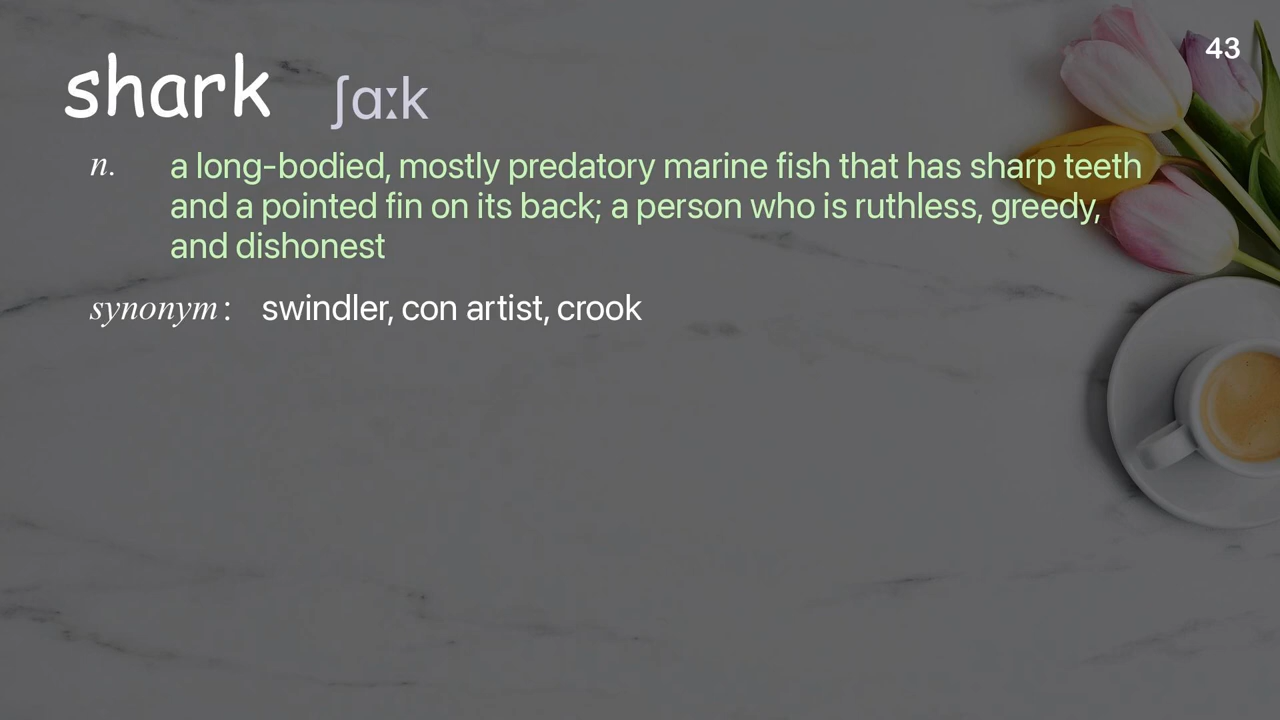 43
shark ʃɑːk
n. a long-bodied, mostly predatory marine fish that has sharp teeth
and a pointed fin on its back; a person who is ruthless, greedy,
and dishonest
synonym: swindler, con artist, crook